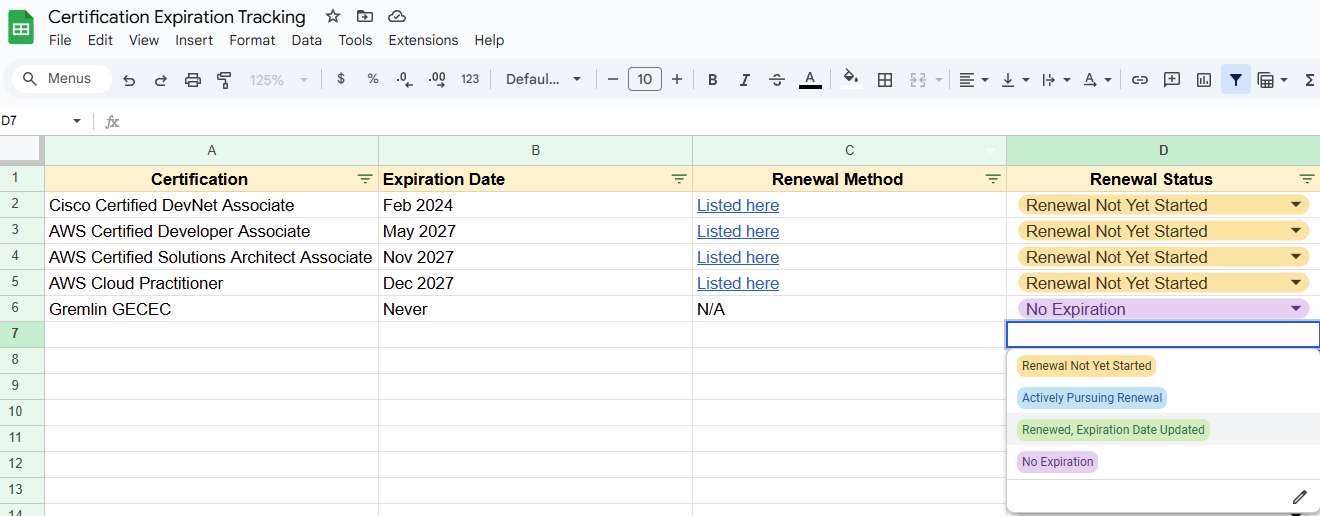 Certification Expiration Tracking
File Edit View Insert Format Data Tools Extensions Help
Menus 125% $ % .0 .00 123 Defaul... − 10 + B I S A Σ
D7 fx
A B C D
1 Certification Expiration Date Renewal Method Renewal Status
2 Cisco Certified DevNet Associate Feb 2024 Listed here Renewal Not Yet Started
3 AWS Certified Developer Associate May 2027 Listed here Renewal Not Yet Started
4 AWS Certified Solutions Architect Associate Nov 2027 Listed here Renewal Not Yet Started
5 AWS Cloud Practitioner Dec 2027 Listed here Renewal Not Yet Started
6 Gremlin GECEC Never N/A No Expiration
7
8 Renewal Not Yet Started
9 Actively Pursuing Renewal
10
11 Renewed, Expiration Date Updated
12 No Expiration
13
14